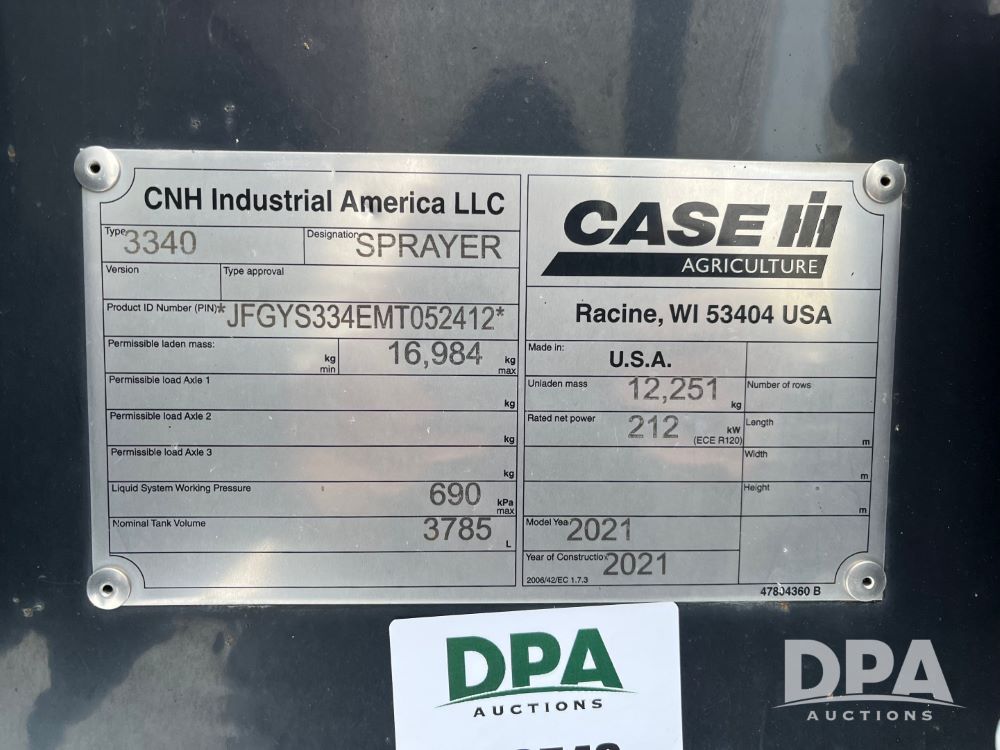 CNH Industrial America LLC
Type 3340
Designation SPRAYER
Version
Type approval
Product ID Number (PIN) *JFGYS334EMT052412*
Permissible laden mass: kg min 16,984 kg max
Permissible load Axle 1 kg
Permissible load Axle 2 kg
Permissible load Axle 3 kg
Liquid System Working Pressure 690 kPa max
Nominal Tank Volume 3785 L
CASE IH
AGRICULTURE
Racine, WI 53404 USA
Made in: U.S.A.
Unladen mass 12,251 kg
Number of rows
Rated net power 212 kW (ECE R120)
Length m
Width m
Height m
Model Year 2021
Year of Construction 2021
2006/42/EC 1.7.3
47804360 B
DPA
AUCTIONS
DPA
AUCTIONS